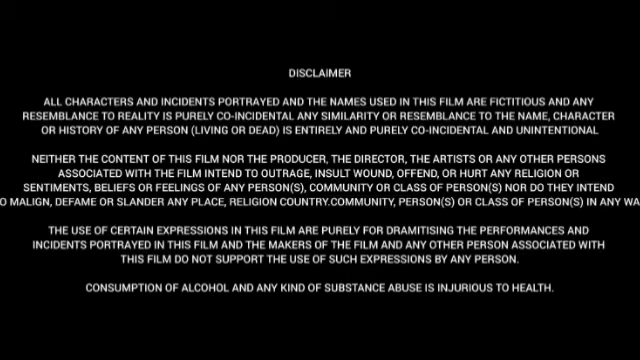 DISCLAIMER
ALL CHARACTERS AND INCIDENTS PORTRAYED AND THE NAMES USED IN THIS FILM ARE FICTITIOUS AND ANY
RESEMBLANCE TO REALITY IS PURELY CO-INCIDENTAL ANY SIMILARITY OR RESEMBLANCE TO THE NAME, CHARACTER
OR HISTORY OF ANY PERSON (LIVING OR DEAD) IS ENTIRELY AND PURELY CO-INCIDENTAL AND UNINTENTIONAL
NEITHER THE CONTENT OF THIS FILM NOR THE PRODUCER, THE DIRECTOR, THE ARTISTS OR ANY OTHER PERSONS
ASSOCIATED WITH THE FILM INTEND TO OUTRAGE, INSULT WOUND, OFFEND, OR HURT ANY RELIGION OR
SENTIMENTS, BELIEFS OR FEELINGS OF ANY PERSON(S), COMMUNITY OR CLASS OF PERSON(S) NOR DO THEY INTEND
O MALIGN, DEFAME OR SLANDER ANY PLACE, RELIGION COUNTRY.COMMUNITY, PERSON(S) OR CLASS OF PERSON(S) IN ANY WA
THE USE OF CERTAIN EXPRESSIONS IN THIS FILM ARE PURELY FOR DRAMATISING THE PERFORMANCES AND
INCIDENTS PORTRAYED IN THIS FILM AND THE MAKERS OF THE FILM AND ANY OTHER PERSON ASSOCIATED WITH
THIS FILM DO NOT SUPPORT THE USE OF SUCH EXPRESSIONS BY ANY PERSON.
CONSUMPTION OF ALCOHOL AND ANY KIND OF SUBSTANCE ABUSE IS INJURIOUS TO HEALTH.